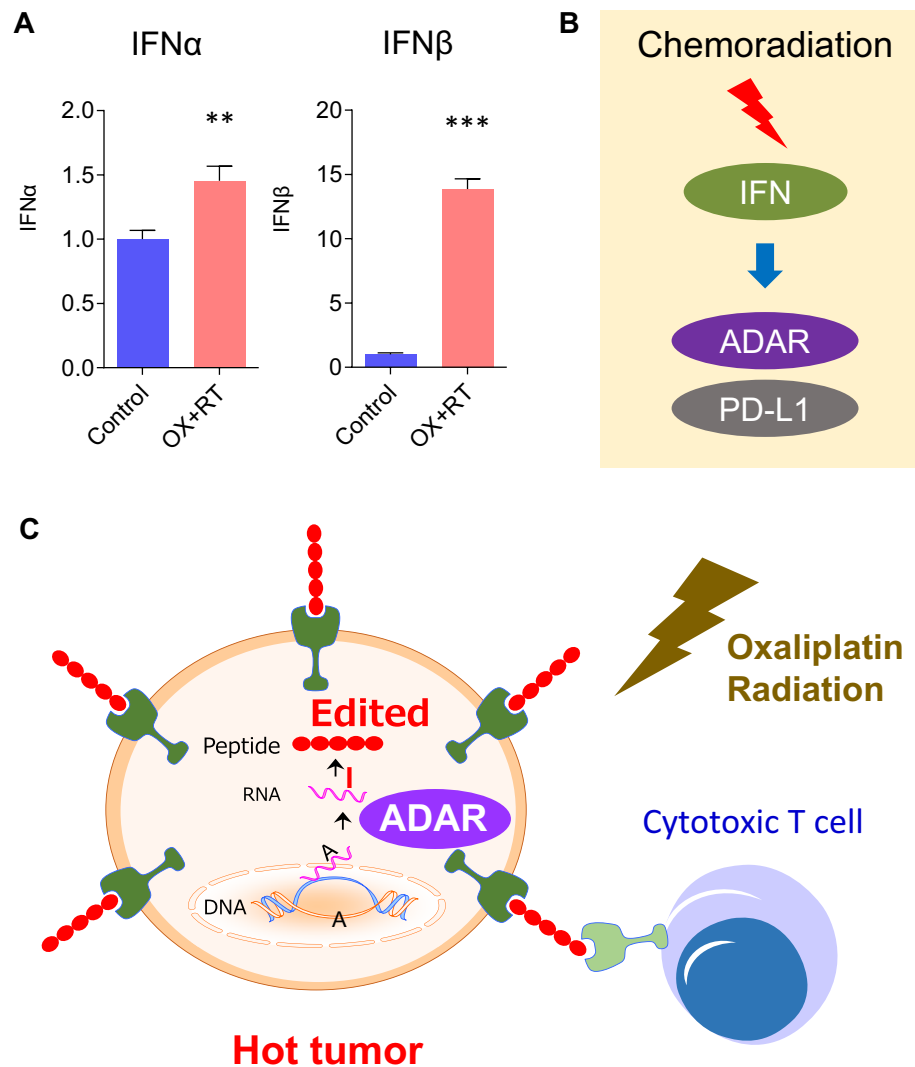 A
IFNα
IFNα
2.0
1.5
1.0
0.5
0.0
**
Control
OX+RT
IFNβ
IFNβ
20
15
10
5
0
***
Control
OX+RT
B
Chemoradiation
IFN
ADAR
PD-L1
C
Oxaliplatin
Radiation
Edited
Peptide
I
RNA
ADAR
A
DNA
A
Cytotoxic T cell
Hot tumor